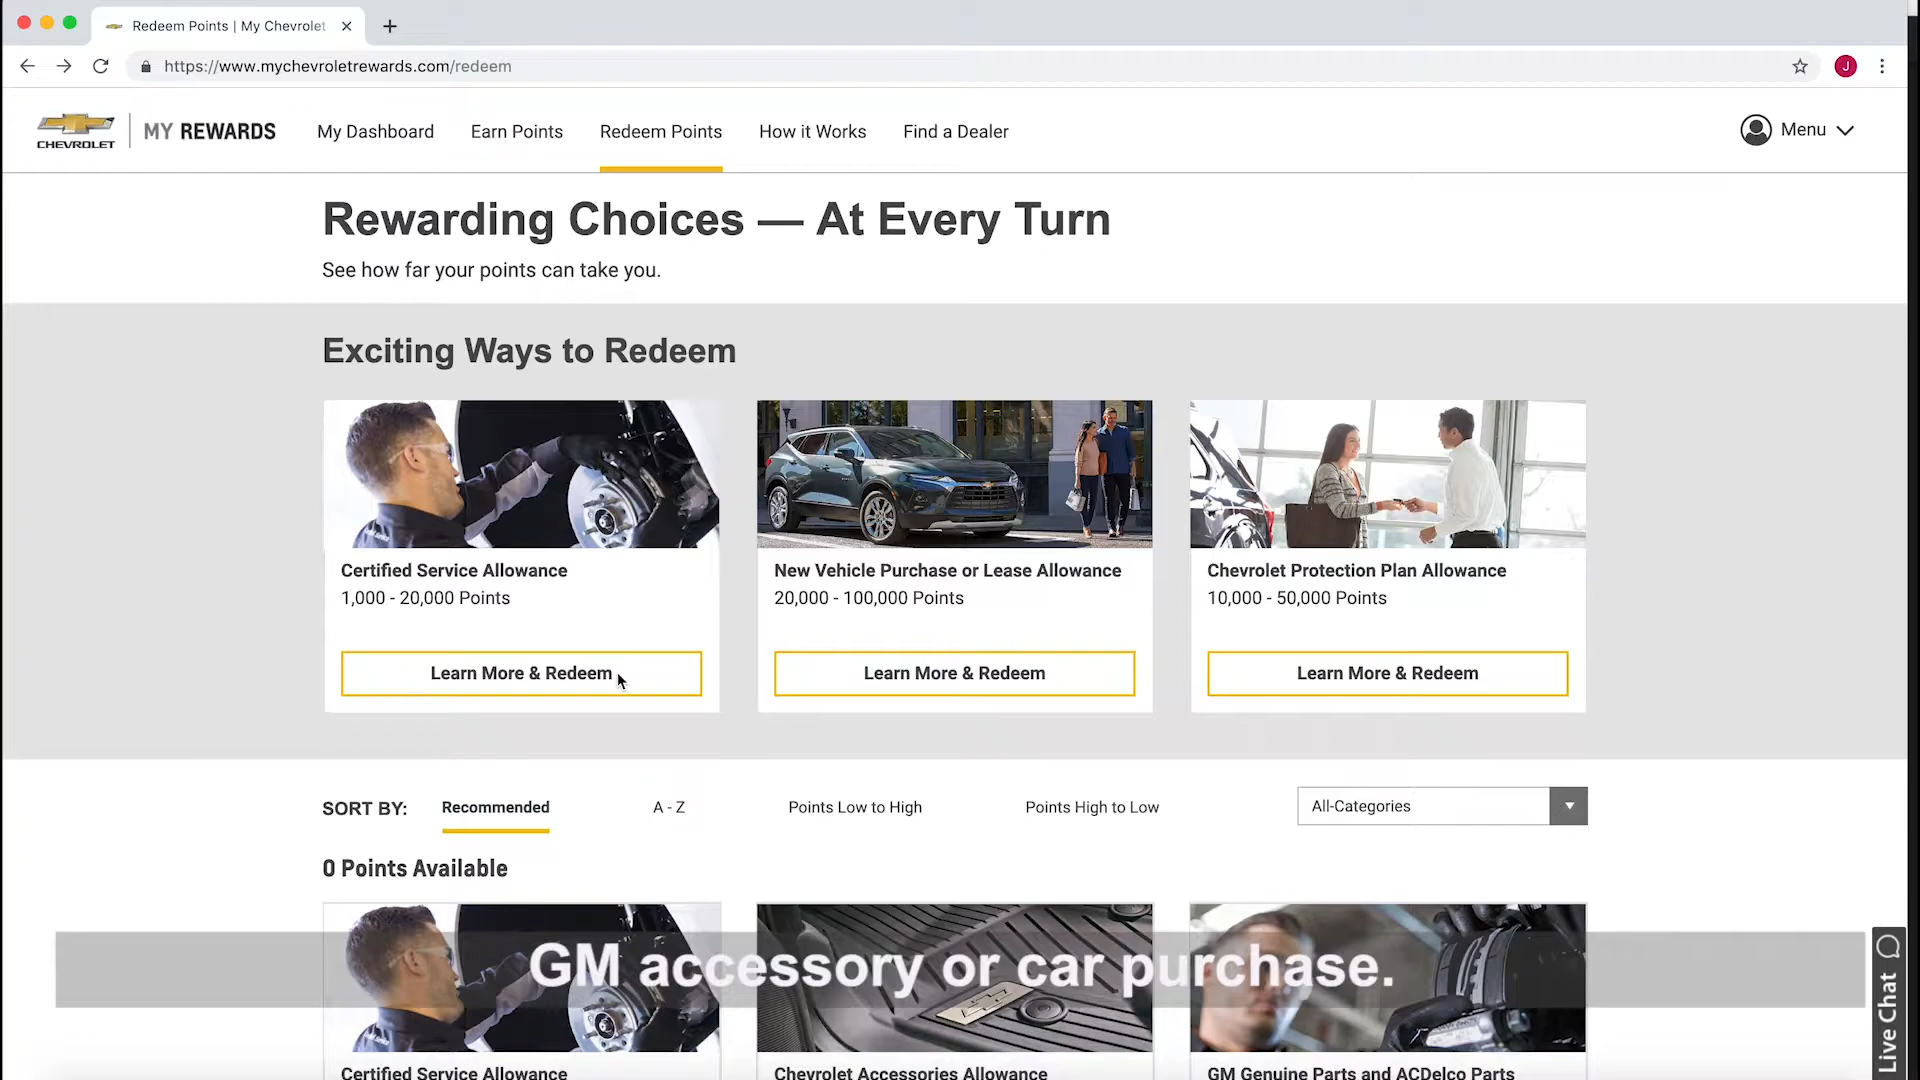 Redeem Points | My Chevrolet
https://www.mychevroletrewards.com/redeem
J
CHEVROLET
MY REWARDS
My Dashboard
Earn Points
Redeem Points
How it Works
Find a Dealer
Menu
Rewarding Choices — At Every Turn
See how far your points can take you.
Exciting Ways to Redeem
Certified Service Allowance
1,000 - 20,000 Points
Learn More & Redeem
New Vehicle Purchase or Lease Allowance
20,000 - 100,000 Points
Learn More & Redeem
Chevrolet Protection Plan Allowance
10,000 - 50,000 Points
Learn More & Redeem
SORT BY:
Recommended
A - Z
Points Low to High
Points High to Low
All-Categories
0 Points Available
GM accessory or car purchase.
Certified Service Allowance
Chevrolet Accessories Allowance
GM Genuine Parts and ACDelco Parts
Live Chat